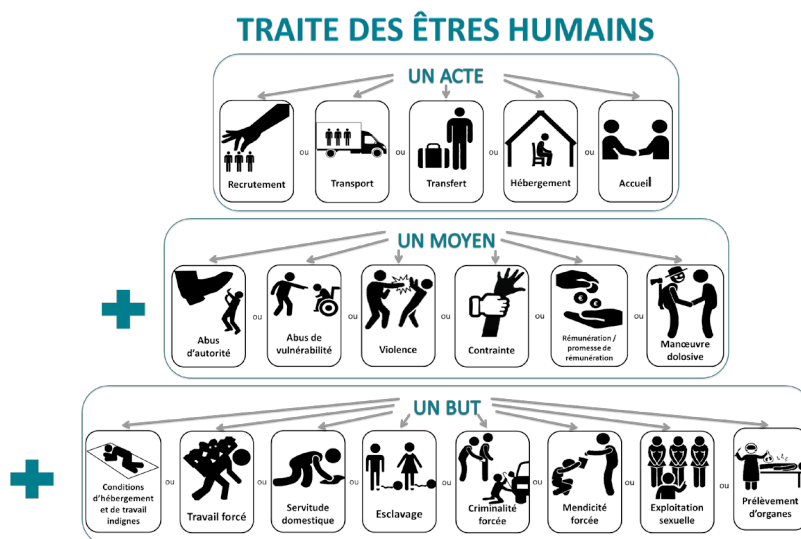 TRAITE DES ÊTRES HUMAINS
UN ACTE
Recrutement
ou
Transport
ou
Transfert
ou
Hébergement
ou
Accueil
UN MOYEN
Abus
d'autorité
ou
Abus de
vulnérabilité
ou
Violence
ou
Contrainte
ou
Rémunération /
promesse de
rémunération
ou
Manœuvre
dolosive
UN BUT
Conditions
d'hébergement
et de travail
indignes
ou
Travail forcé
ou
Servitude
domestique
ou
Esclavage
ou
Criminalité
forcée
ou
Mendicité
forcée
ou
Exploitation
sexuelle
ou
Prélèvement
d'organes